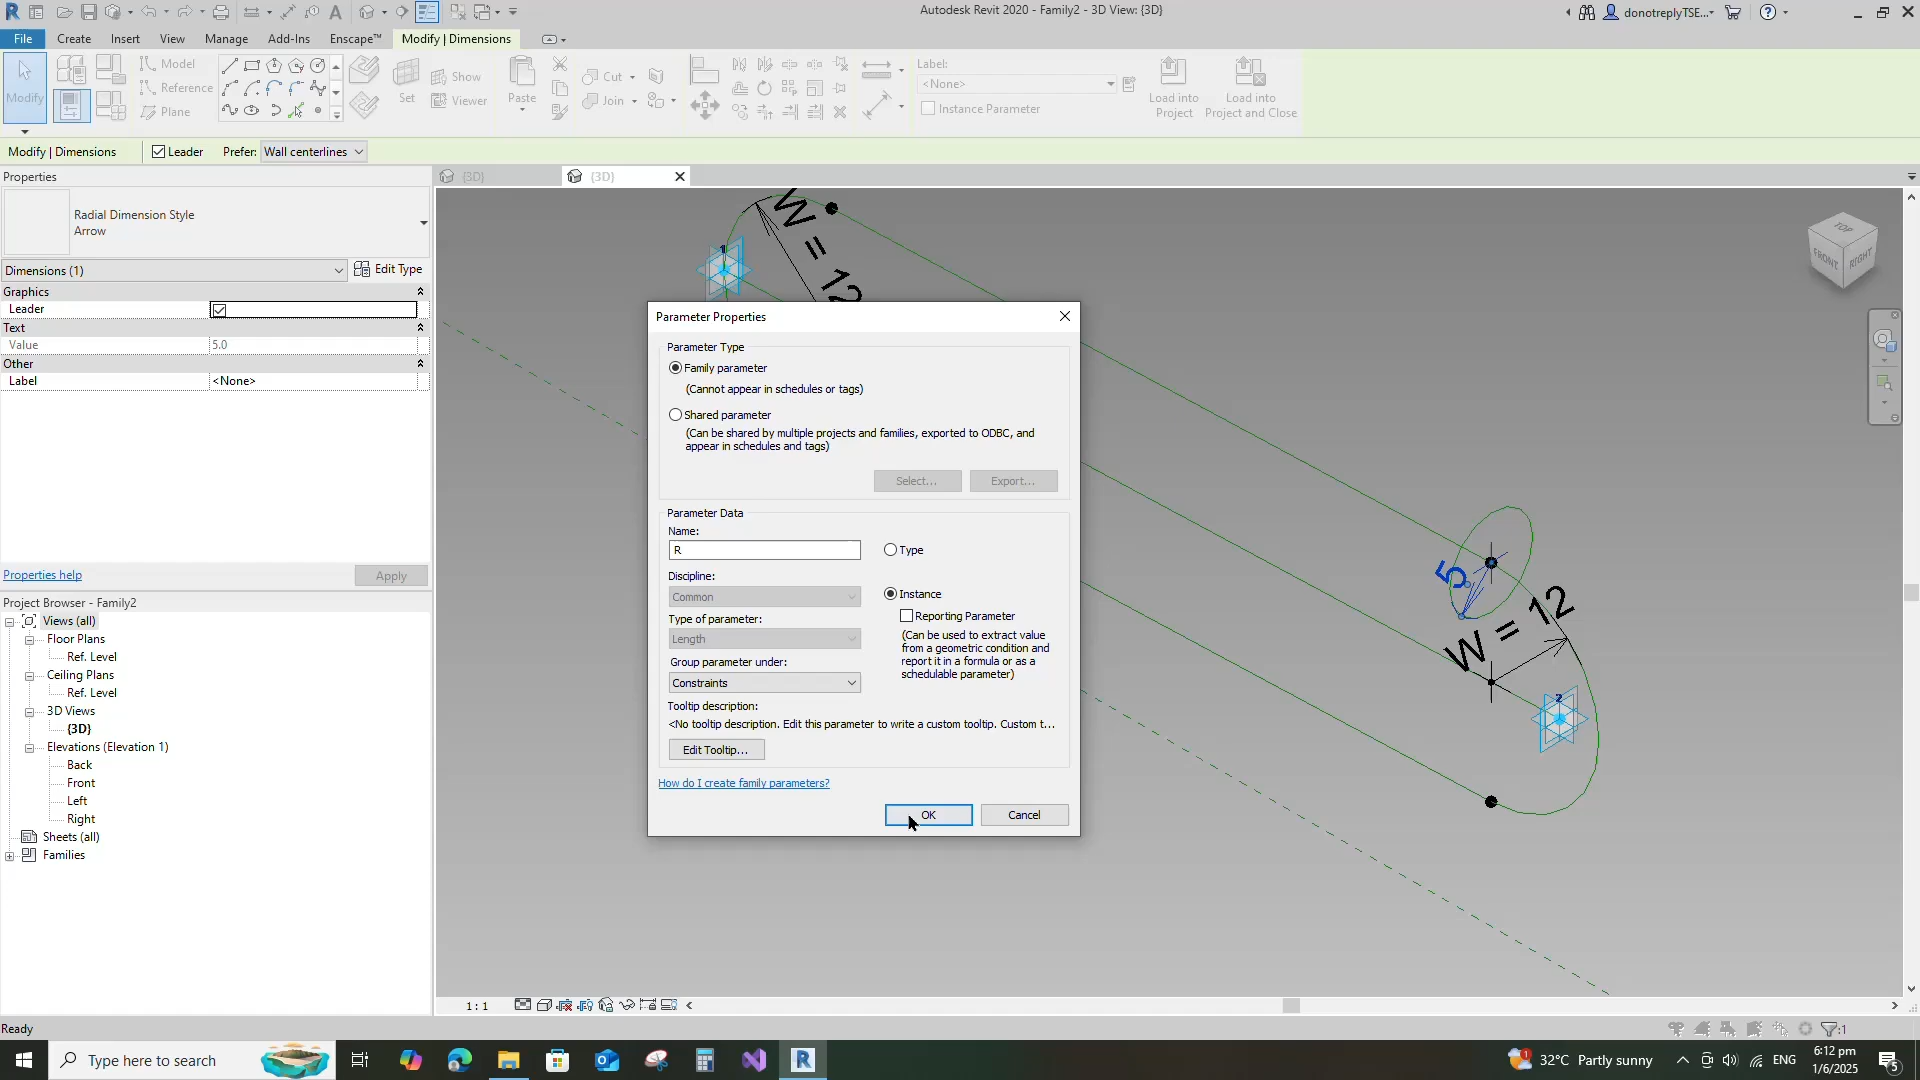 Autodesk Revit 2020 - Family2 - 3D View: {3D}
donotreplyTSE...
File
Create
Insert
View
Manage
Add-Ins
Enscape™
Modify | Dimensions
Modify
Model
Reference
Plane
Set
Show
Viewer
Paste
Cut
Join
Label:
<None>
Instance Parameter
Load into
Project
Load into
Project and Close
Modify | Dimensions
Leader
Prefer:
Wall centerlines
Properties
{3D}
{3D}
Radial Dimension Style
Arrow
Dimensions (1)
Edit Type
Graphics
Leader
Text
Value
5.0
Other
Label
<None>
Properties help
Apply
Project Browser - Family2
Views (all)
Floor Plans
Ref. Level
Ceiling Plans
Ref. Level
3D Views
{3D}
Elevations (Elevation 1)
Back
Front
Left
Right
Sheets (all)
Families
W = 12
1
TOP
FRONT
RIGHT
5
W = 12
2
Parameter Properties
Parameter Type
Family parameter
(Cannot appear in schedules or tags)
Shared parameter
(Can be shared by multiple projects and families, exported to ODBC, and
appear in schedules and tags)
Select...
Export...
Parameter Data
Name:
R
Type
Discipline:
Common
Instance
Reporting Parameter
(Can be used to extract value
from a geometric condition and
report it in a formula or as a
schedulable parameter)
Type of parameter:
Length
Group parameter under:
Constraints
Tooltip description:
<No tooltip description. Edit this parameter to write a custom tooltip. Custom t...
Edit Tooltip...
How do I create family parameters?
OK
Cancel
1 : 1
Ready
:1
Type here to search
32°C Partly sunny
ENG
6:12 pm
1/6/2025
5